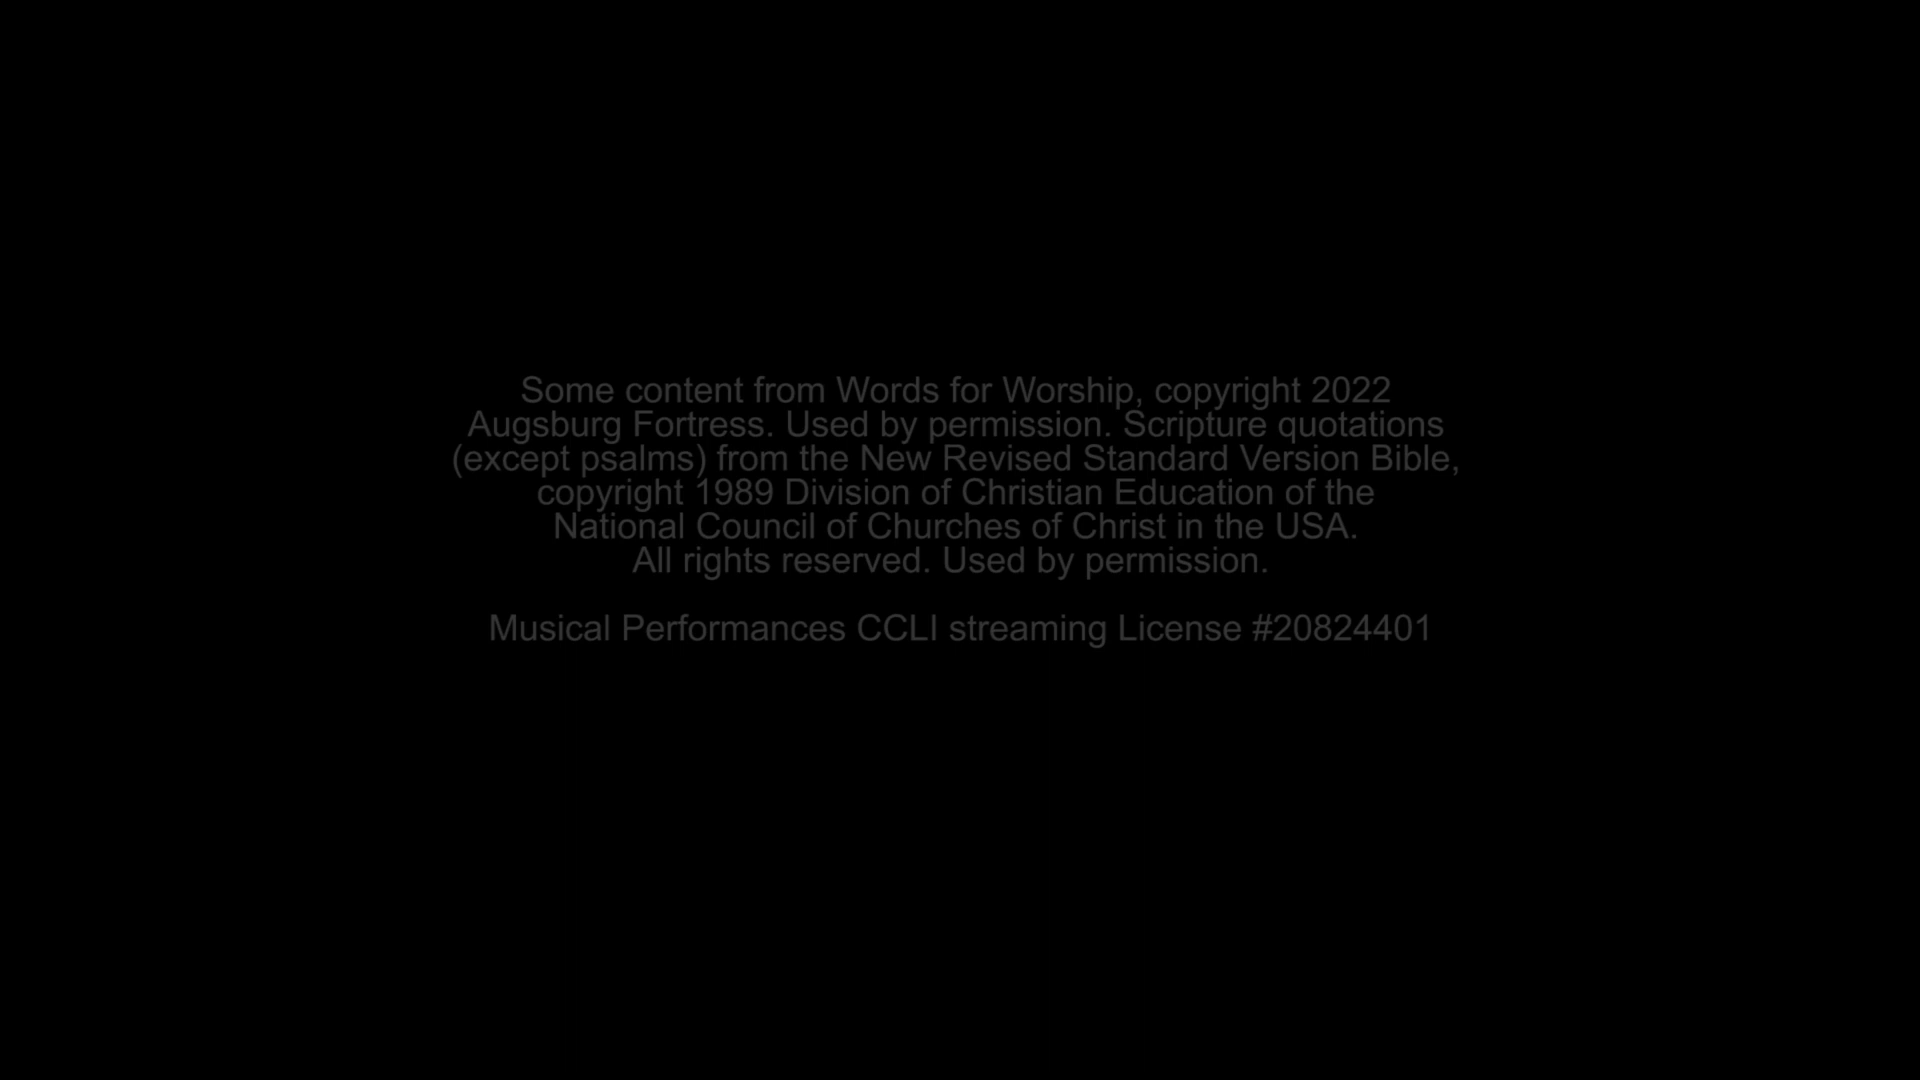 Some content from Words for Worship, copyright 2022
Augsburg Fortress. Used by permission. Scripture quotations
(except psalms) from the New Revised Standard Version Bible,
copyright 1989 Division of Christian Education of the
National Council of Churches of Christ in the USA.
All rights reserved. Used by permission.
Musical Performances CCLI streaming License #20824401